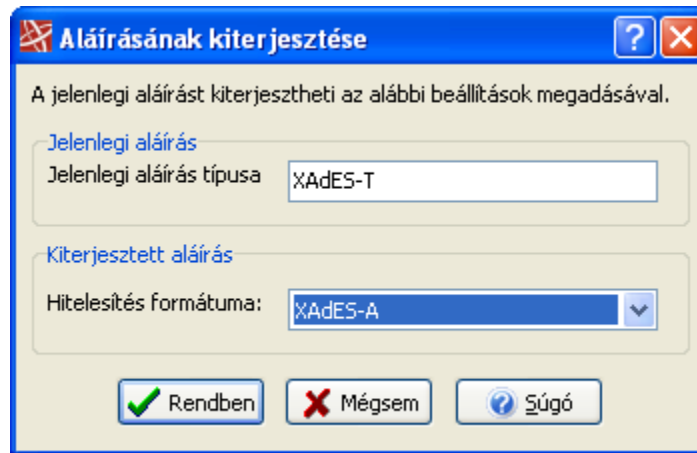 Aláírásának kiterjesztése
A jelenlegi aláírást kiterjesztheti az alábbi beállítások megadásával.
Jelenlegi aláírás
Jelenlegi aláírás típusa XAdES-T
Kiterjesztett aláírás
Hitelesítés formátuma: XAdES-A
Rendben Mégsem Súgó